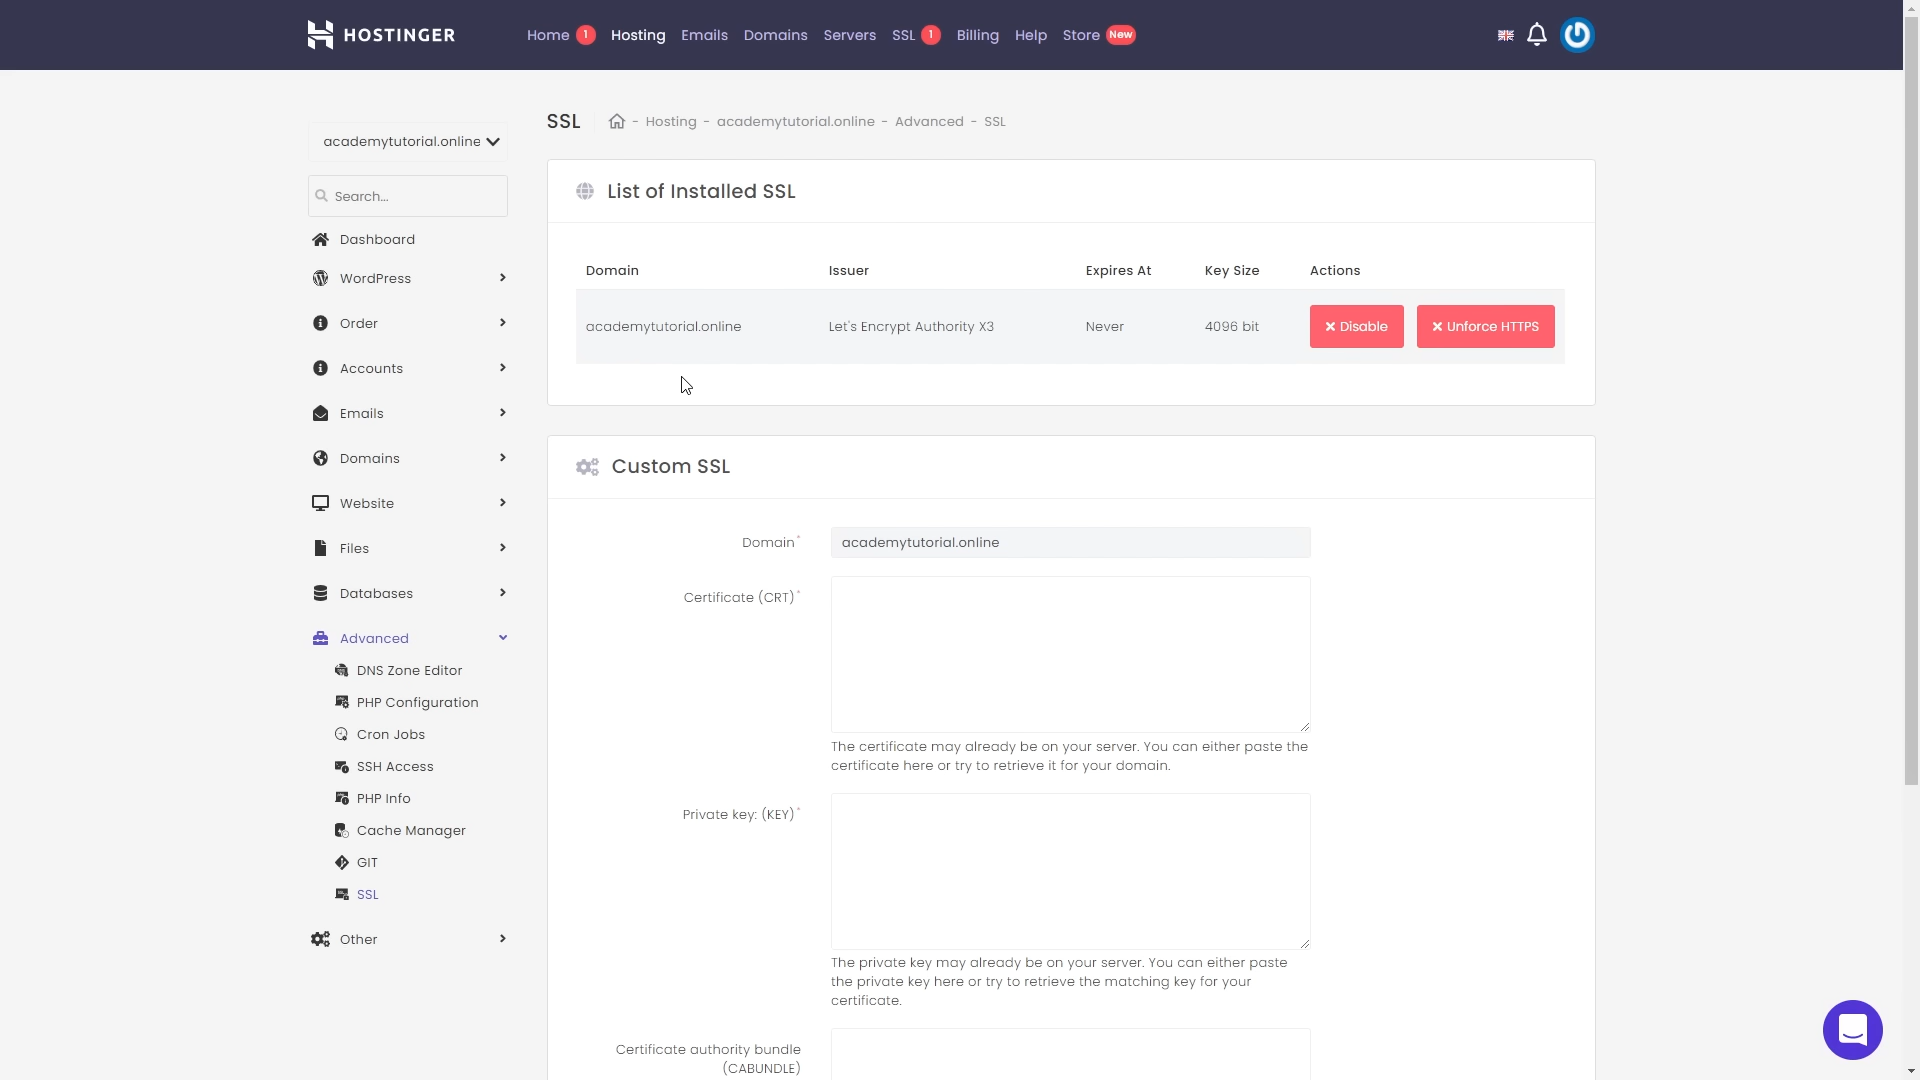 HOSTINGER
Home 1 Hosting Emails Domains Servers SSL 1 Billing Help Store New
academytutorial.online
Search...
Dashboard
WordPress
Order
Accounts
Emails
Domains
Website
Files
Databases
Advanced
DNS Zone Editor
PHP Configuration
Cron Jobs
SSH Access
PHP Info
Cache Manager
GIT
SSL
Other
SSL - Hosting - academytutorial.online - Advanced - SSL
List of Installed SSL
Domain Issuer Expires At Key Size Actions
academytutorial.online Let's Encrypt Authority X3 Never 4096 bit Disable Unforce HTTPS
Custom SSL
Domain* academytutorial.online
Certificate (CRT)*
The certificate may already be on your server. You can either paste the
certificate here or try to retrieve it for your domain.
Private key: (KEY)*
The private key may already be on your server. You can either paste
the private key here or try to retrieve the matching key for your
certificate.
Certificate authority bundle
(CABUNDLE)